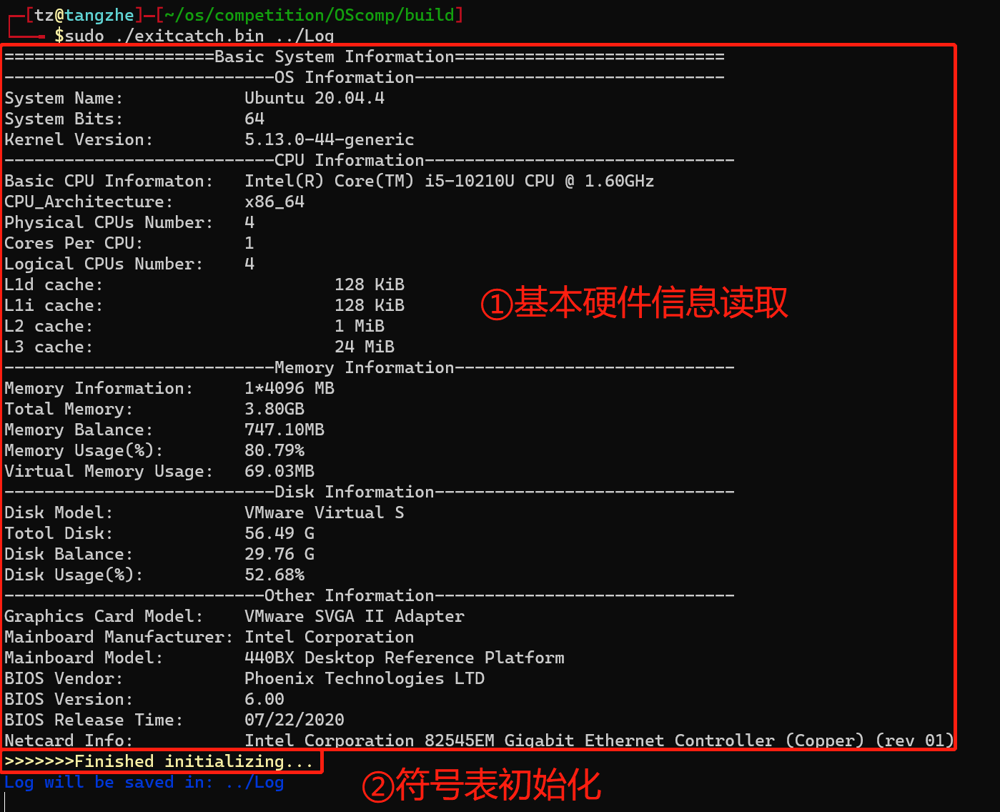 [tz@tangzhe]-[~/os/competition/OScomp/build]
$sudo ./exitcatch.bin ../Log
=====================Basic System Information===========================
---------------------------OS Information-------------------------------
System Name: Ubuntu 20.04.4
System Bits: 64
Kernel Version: 5.13.0-44-generic
---------------------------CPU Information-------------------------------
Basic CPU Informaton: Intel(R) Core(TM) i5-10210U CPU @ 1.60GHz
CPU_Architecture: x86_64
Physical CPUs Number: 4
Cores Per CPU: 1
Logical CPUs Number: 4
L1d cache: 128 KiB
L1i cache: 128 KiB
L2 cache: 1 MiB
L3 cache: 24 MiB
①基本硬件信息读取
---------------------------Memory Information----------------------------
Memory Information: 1*4096 MB
Total Memory: 3.80GB
Memory Balance: 747.10MB
Memory Usage(%): 80.79%
Virtual Memory Usage: 69.03MB
---------------------------Disk Information------------------------------
Disk Model: VMware Virtual S
Totol Disk: 56.49 G
Disk Balance: 29.76 G
Disk Usage(%): 52.68%
--------------------------Other Information------------------------------
Graphics Card Model: VMware SVGA II Adapter
Mainboard Manufacturer: Intel Corporation
Mainboard Model: 440BX Desktop Reference Platform
BIOS Vendor: Phoenix Technologies LTD
BIOS Version: 6.00
BIOS Release Time: 07/22/2020
Netcard Info: Intel Corporation 82545EM Gigabit Ethernet Controller (Copper) (rev 01)
>>>>>>>Finished initializing...
Log will be saved in: ../Log
②符号表初始化